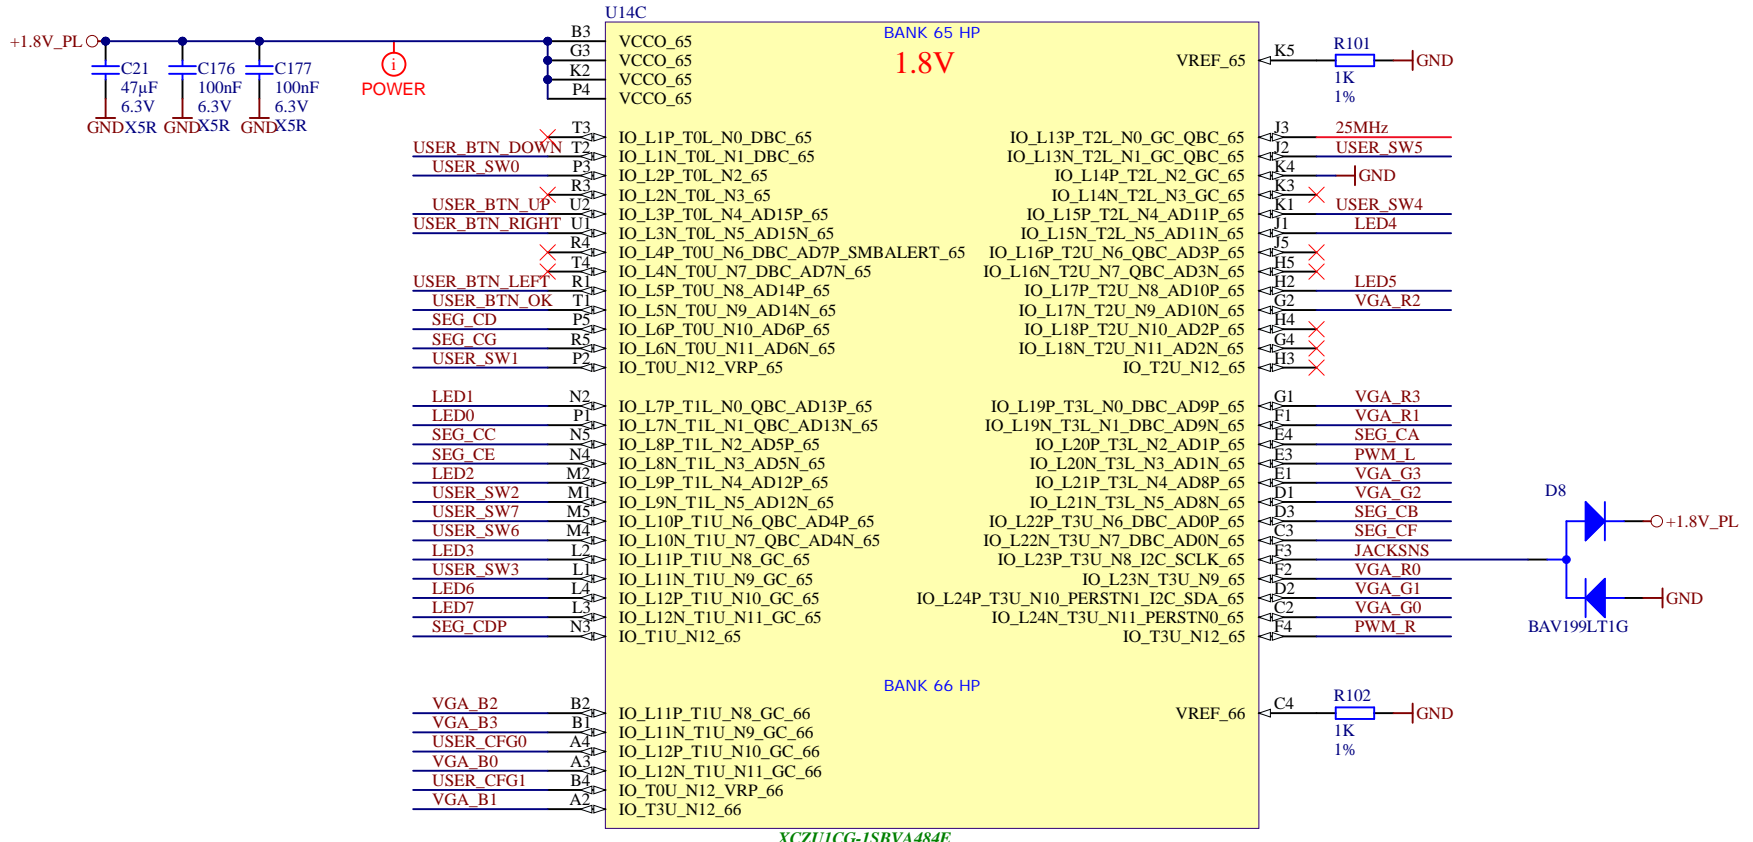 U14C
BANK 65 HP
1.8V
+1.8V_PL
C21
47µF
6.3V
X5R
GND
C176
100nF
6.3V
X5R
GND
C177
100nF
6.3V
X5R
GND
i
POWER
B3 VCCO_65
G3 VCCO_65
K2 VCCO_65
P4 VCCO_65
T3 IO_L1P_T0L_N0_DBC_65
USER_BTN_DOWN T2 IO_L1N_T0L_N1_DBC_65
USER_SW0 P3 IO_L2P_T0L_N2_65
R3 IO_L2N_T0L_N3_65
USER_BTN_UP U2 IO_L3P_T0L_N4_AD15P_65
USER_BTN_RIGHT U1 IO_L3N_T0L_N5_AD15N_65
R4 IO_L4P_T0U_N6_DBC_AD7P_SMBALERT_65
T4 IO_L4N_T0U_N7_DBC_AD7N_65
USER_BTN_LEFT R1 IO_L5P_T0U_N8_AD14P_65
USER_BTN_OK T1 IO_L5N_T0U_N9_AD14N_65
SEG_CD P5 IO_L6P_T0U_N10_AD6P_65
SEG_CG R5 IO_L6N_T0U_N11_AD6N_65
USER_SW1 P2 IO_T0U_N12_VRP_65
LED1 N2 IO_L7P_T1L_N0_QBC_AD13P_65
LED0 P1 IO_L7N_T1L_N1_QBC_AD13N_65
SEG_CC N5 IO_L8P_T1L_N2_AD5P_65
SEG_CE N4 IO_L8N_T1L_N3_AD5N_65
LED2 M2 IO_L9P_T1L_N4_AD12P_65
USER_SW2 M1 IO_L9N_T1L_N5_AD12N_65
USER_SW7 M5 IO_L10P_T1U_N6_QBC_AD4P_65
USER_SW6 M4 IO_L10N_T1U_N7_QBC_AD4N_65
LED3 L2 IO_L11P_T1U_N8_GC_65
USER_SW3 L1 IO_L11N_T1U_N9_GC_65
LED6 L4 IO_L12P_T1U_N10_GC_65
LED7 L3 IO_L12N_T1U_N11_GC_65
SEG_CDP N3 IO_T1U_N12_65
VREF_65 K5 R101
1K
1%
GND
IO_L13P_T2L_N0_GC_QBC_65 J3 25MHz
IO_L13N_T2L_N1_GC_QBC_65 J2 USER_SW5
IO_L14P_T2L_N2_GC_65 K4 GND
IO_L14N_T2L_N3_GC_65 K3
IO_L15P_T2L_N4_AD11P_65 K1 USER_SW4
IO_L15N_T2L_N5_AD11N_65 J1 LED4
IO_L16P_T2U_N6_QBC_AD3P_65 J5
IO_L16N_T2U_N7_QBC_AD3N_65 H5
IO_L17P_T2U_N8_AD10P_65 H2 LED5
IO_L17N_T2U_N9_AD10N_65 G2 VGA_R2
IO_L18P_T2U_N10_AD2P_65 H4
IO_L18N_T2U_N11_AD2N_65 G4
IO_T2U_N12_65 H3
IO_L19P_T3L_N0_DBC_AD9P_65 G1 VGA_R3
IO_L19N_T3L_N1_DBC_AD9N_65 F1 VGA_R1
IO_L20P_T3L_N2_AD1P_65 E4 SEG_CA
IO_L20N_T3L_N3_AD1N_65 E3 PWM_L
IO_L21P_T3L_N4_AD8P_65 E1 VGA_G3
IO_L21N_T3L_N5_AD8N_65 D1 VGA_G2
IO_L22P_T3U_N6_DBC_AD0P_65 D3 SEG_CB
IO_L22N_T3U_N7_DBC_AD0N_65 C3 SEG_CF
IO_L23P_T3U_N8_I2C_SCLK_65 F3 JACKSNS
IO_L23N_T3U_N9_65 F2 VGA_R0
IO_L24P_T3U_N10_PERSTN1_I2C_SDA_65 D2 VGA_G1
IO_L24N_T3U_N11_PERSTN0_65 C2 VGA_G0
IO_T3U_N12_65 F4 PWM_R
D8
+1.8V_PL
GND
BAV199LT1G
BANK 66 HP
VGA_B2 B2 IO_L11P_T1U_N8_GC_66
VGA_B3 B1 IO_L11N_T1U_N9_GC_66
USER_CFG0 A4 IO_L12P_T1U_N10_GC_66
VGA_B0 A3 IO_L12N_T1U_N11_GC_66
USER_CFG1 B4 IO_T0U_N12_VRP_66
VGA_B1 A2 IO_T3U_N12_66
VREF_66 C4 R102
1K
1%
GND
XCZU1CG-1SBVA484E